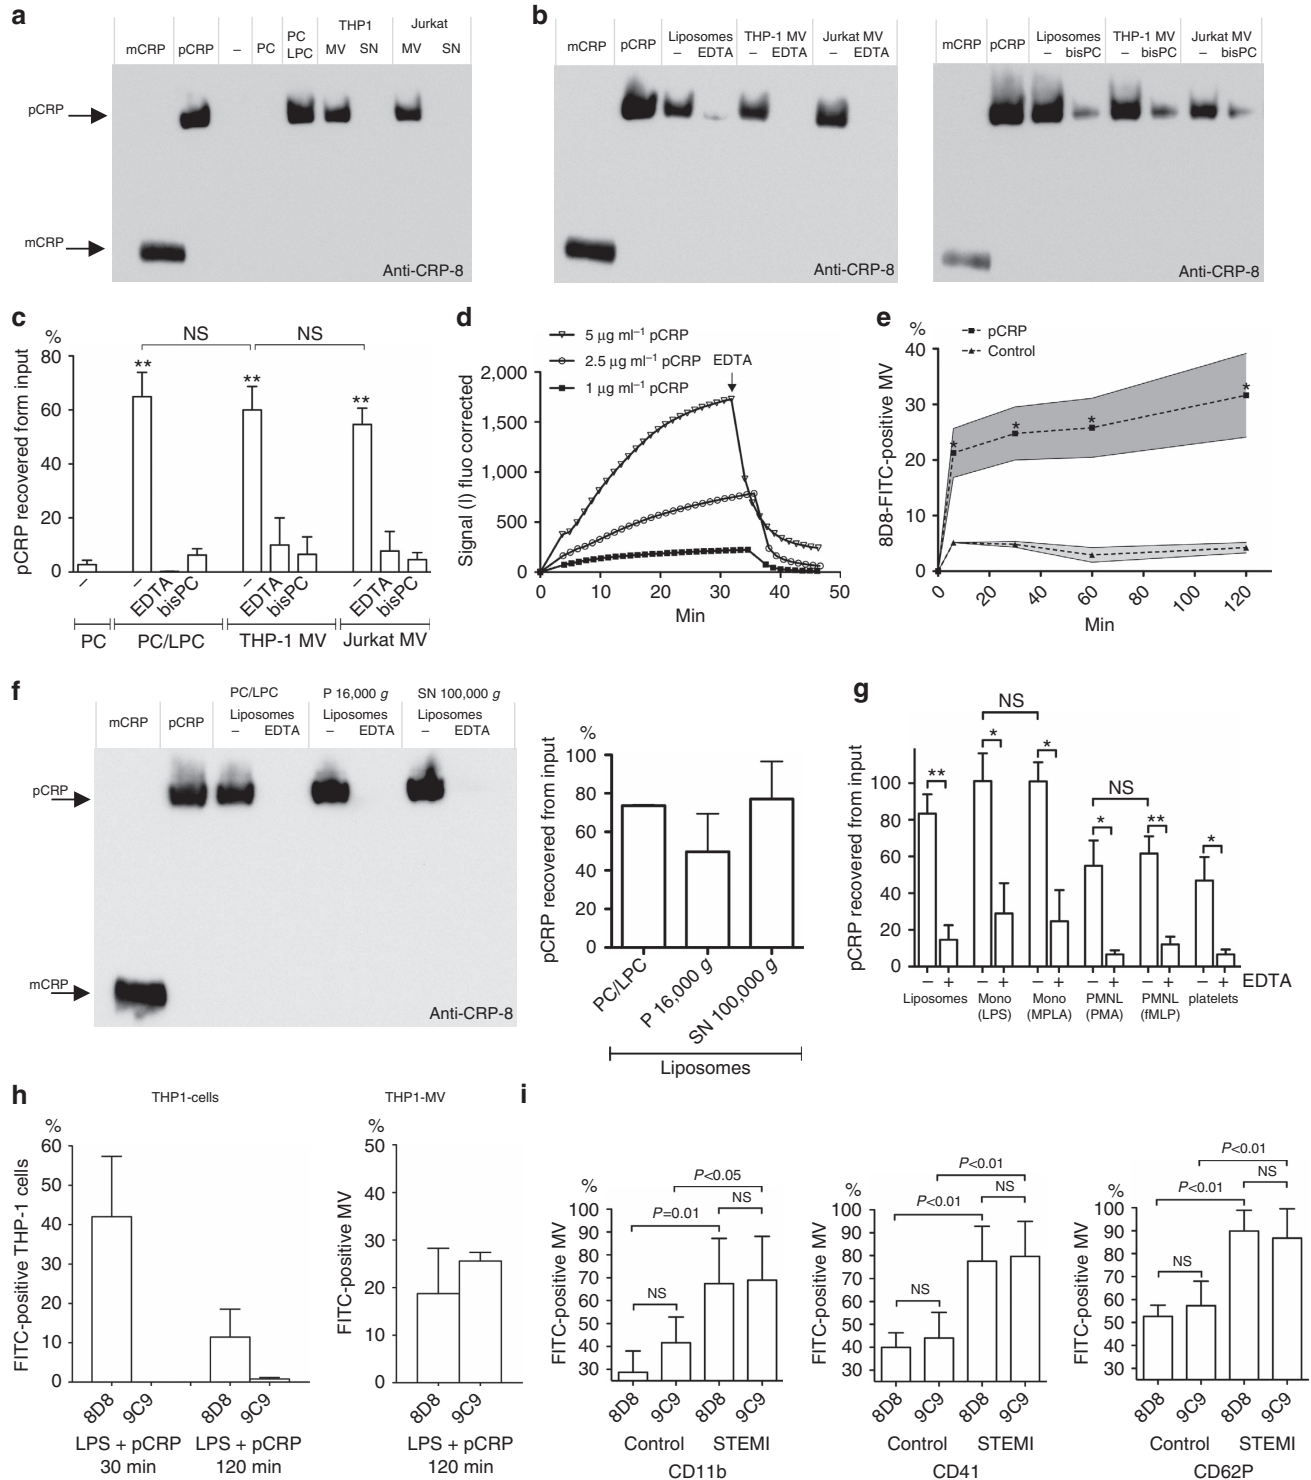 a
THP1 Jurkat
mCRP pCRP – PC PC LPC MV SN MV SN
pCRP
mCRP
Anti-CRP-8
b
mCRP pCRP Liposomes THP-1 MV Jurkat MV
– EDTA – EDTA – EDTA
Anti-CRP-8
mCRP pCRP Liposomes THP-1 MV Jurkat MV
– bisPC – bisPC – bisPC
Anti-CRP-8
c
%
pCRP recovered form input
80
60
40
20
0
NS NS
** ** **
– – EDTA bisPC – EDTA bisPC – EDTA bisPC
PC PC/LPC THP-1 MV Jurkat MV
d
5 μg ml–1 pCRP
2.5 μg ml–1 pCRP
1 μg ml–1 pCRP
EDTA
Signal (I) fluo corrected
2,000
1,500
1,000
500
0
0 10 20 30 40 50
Min
e
%
pCRP
Control
8D8-FITC-positive MV
40
30
20
10
0
* * * *
0 20 40 60 80 100 120
Min
f
PC/LPC P 16,000 g SN 100,000 g
mCRP pCRP Liposomes Liposomes Liposomes
– EDTA – EDTA – EDTA
pCRP
mCRP
Anti-CRP-8
%
pCRP recovered from input
100
80
60
40
20
0
PC/LPC P 16,000 g SN 100,000 g
Liposomes
g
pCRP recovered from input
100
80
60
40
20
0
NS
** * *
NS
* ** *
– + – + – + – + – + – + EDTA
Liposomes Mono (LPS) Mono (MPLA) PMNL (PMA) PMNL (fMLP) platelets
h
THP1-cells
%
FITC-positive THP-1 cells
60
50
40
30
20
10
0
8D8 9C9 8D8 9C9
LPS + pCRP LPS + pCRP
30 min 120 min
THP1-MV
%
FITC-positive MV
50
40
30
20
10
0
8D8 9C9
LPS + pCRP
120 min
i
%
FITC-positive MV
100
90
80
70
60
50
40
30
P<0.05
NS
P=0.01
NS
8D8 9C9 8D8 9C9
Control STEMI
CD11b
%
FITC-positive MV
100
90
80
70
60
50
40
30
P<0.01
NS
P<0.01
NS
8D8 9C9 8D8 9C9
Control STEMI
CD41
%
FITC-positive MV
100
90
80
70
60
50
40
30
P<0.01
NS
P<0.01
NS
8D8 9C9 8D8 9C9
Control STEMI
CD62P